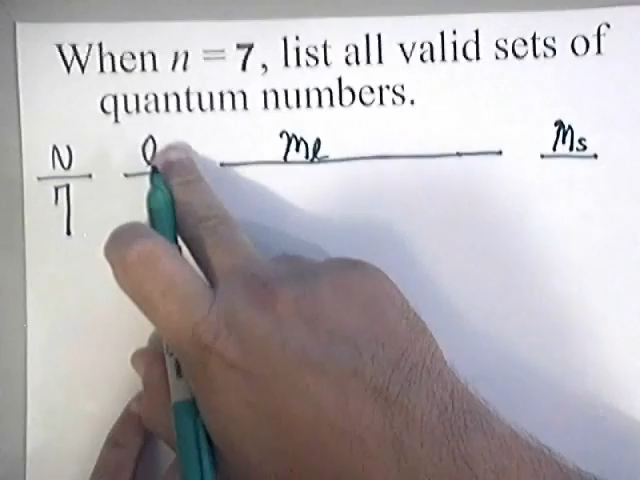 When n = 7, list all valid sets of
quantum numbers.
N l ml Ms
7